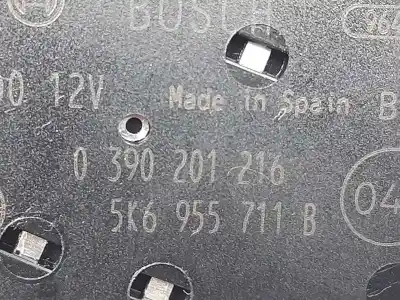 BOSCH
12V
Made in Spain
0 390 201 216
5K6 955 711 B
04